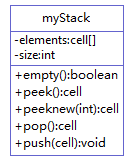 myStack
-elements:cell[]
-size:int
+empty():boolean
+peek():cell
+peeknew(int):cell
+pop():cell
+push(cell):void